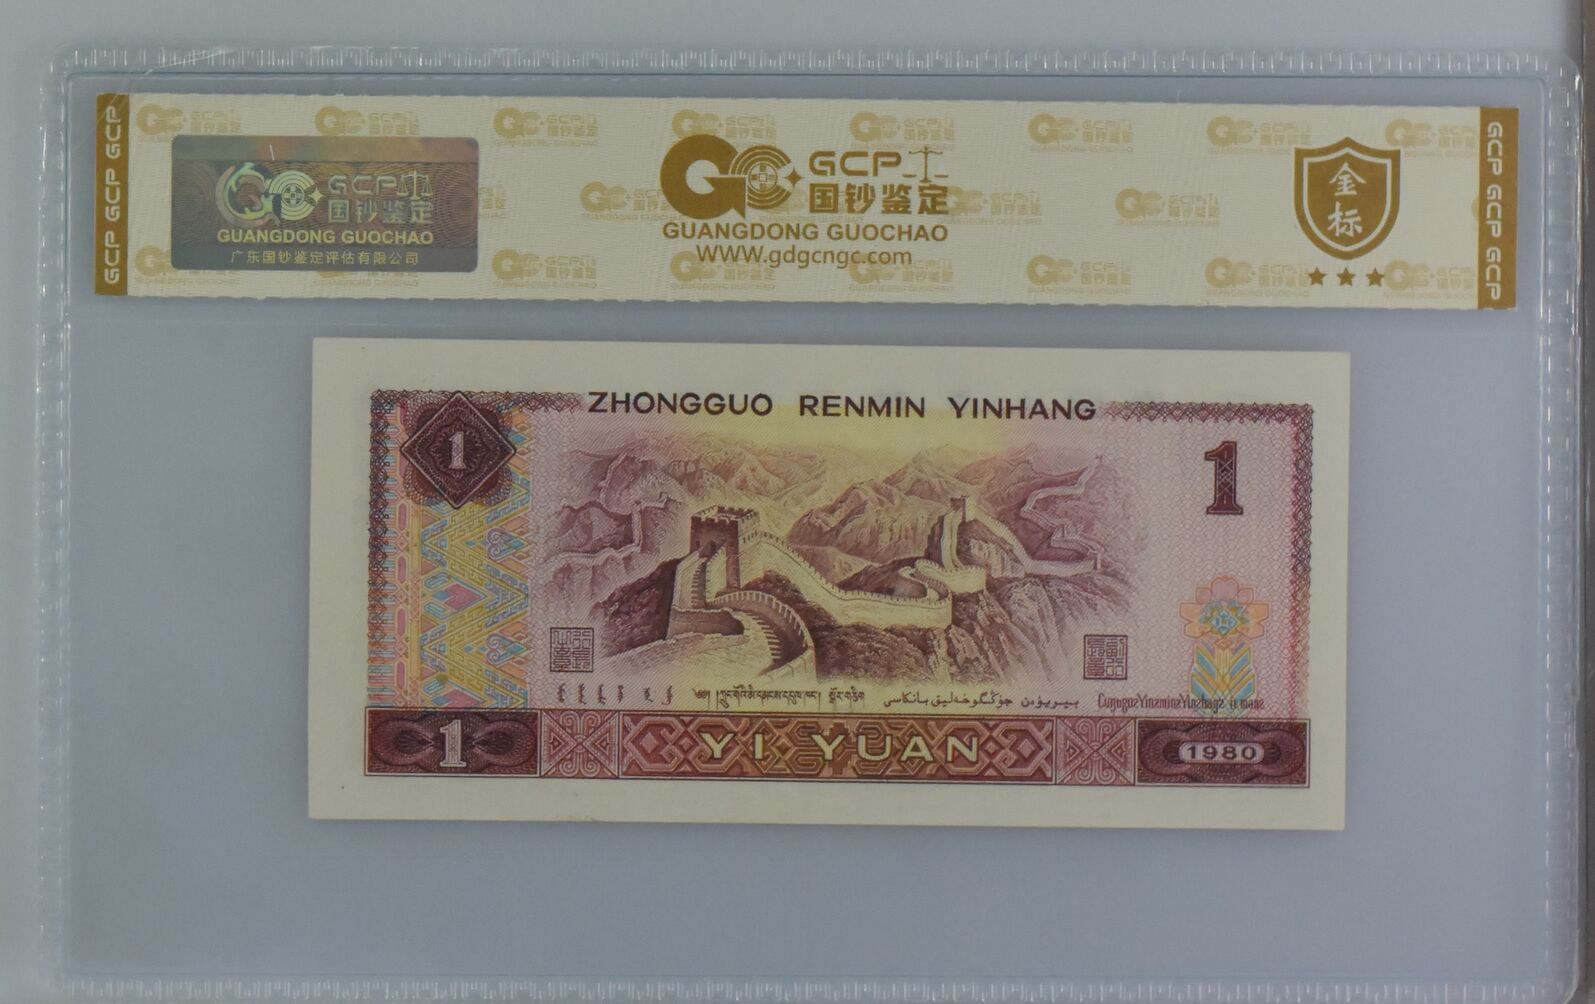 GCP GCP GCP
GCP
国钞鉴定
GUANGDONG GUOCHAO
广东国钞鉴定评估有限公司
GCP
国钞鉴定
GUANGDONG GUOCHAO
WWW.gdgcngc.com
金
标
GCP GCP GCP
ZHONGGUO RENMIN YINHANG
1
1
1
YI YUAN
1980